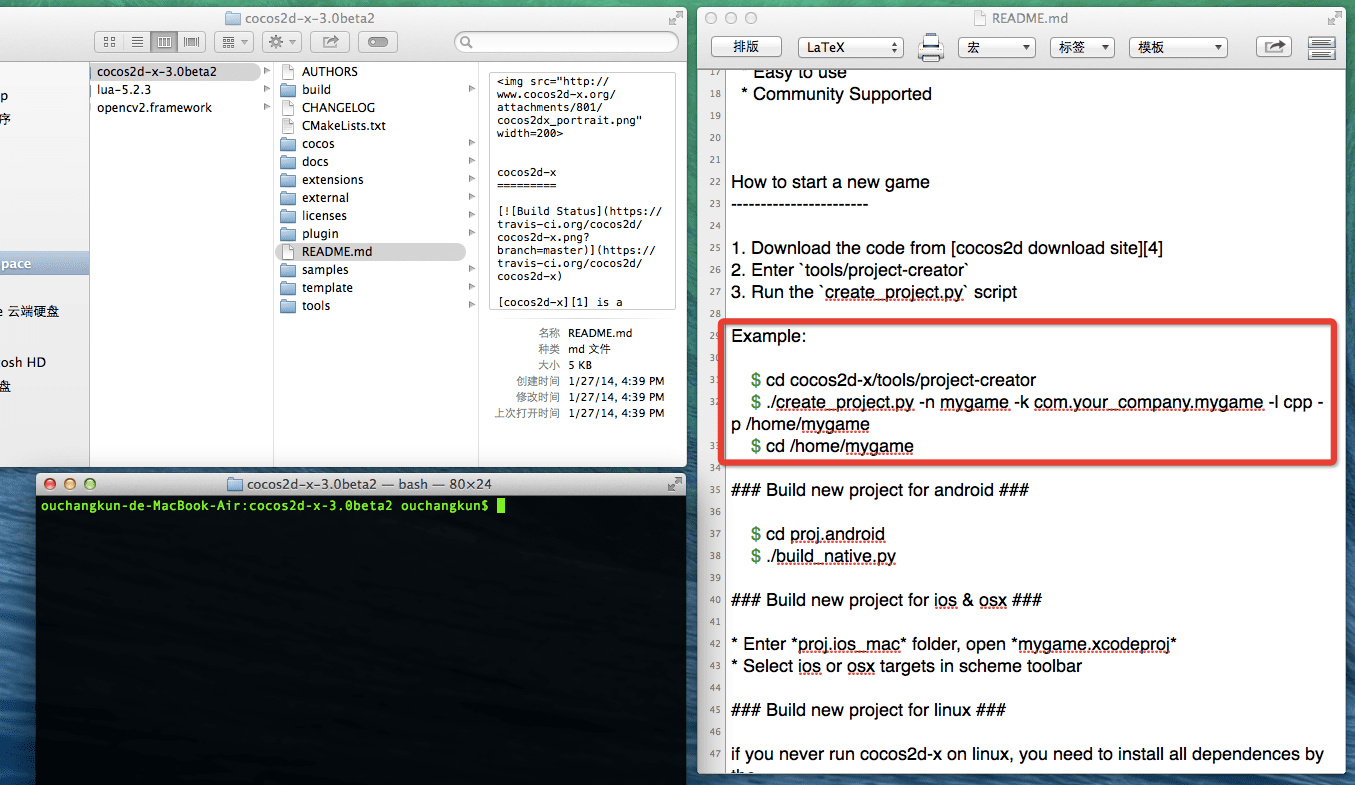 cocos2d-x-3.0beta2
p
序
pace
e 云端硬盘
osh HD
盘
cocos2d-x-3.0beta2
lua-5.2.3
opencv2.framework
AUTHORS
build
CHANGELOG
CMakeLists.txt
cocos
docs
extensions
external
licenses
plugin
README.md
samples
template
tools
<img src="http://
www.cocos2d-x.org/
attachments/801/
cocos2dx_portrait.png"
width=200>
cocos2d-x
=========
[![Build Status](https://
travis-ci.org/cocos2d/
cocos2d-x.png?
branch=master)](https://
travis-ci.org/cocos2d/
cocos2d-x)
[cocos2d-x][1] is a
名称 README.md
种类 md 文件
大小 5 KB
创建时间 1/27/14, 4:39 PM
修改时间 1/27/14, 4:39 PM
上次打开时间 1/27/14, 4:39 PM
cocos2d-x-3.0beta2 — bash — 80×24
ouchangkun-de-MacBook-Air:cocos2d-x-3.0beta2 ouchangkun$
README.md
排版 LaTeX 宏 标签 模板
17 * Easy to use
18 * Community Supported
19
20
21
22 How to start a new game
23 -----------------------
24
25 1. Download the code from [cocos2d download site][4]
26 2. Enter `tools/project-creator`
27 3. Run the `create_project.py` script
28
29 Example:
30
31 $ cd cocos2d-x/tools/project-creator
32 $ ./create_project.py -n mygame -k com.your_company.mygame -l cpp -
p /home/mygame
33 $ cd /home/mygame
34
35 ### Build new project for android ###
36
37 $ cd proj.android
38 $ ./build_native.py
39
40 ### Build new project for ios & osx ###
41
42 * Enter *proj.ios_mac* folder, open *mygame.xcodeproj*
43 * Select ios or osx targets in scheme toolbar
44
45 ### Build new project for linux ###
46
47 if you never run cocos2d-x on linux, you need to install all dependences by
the